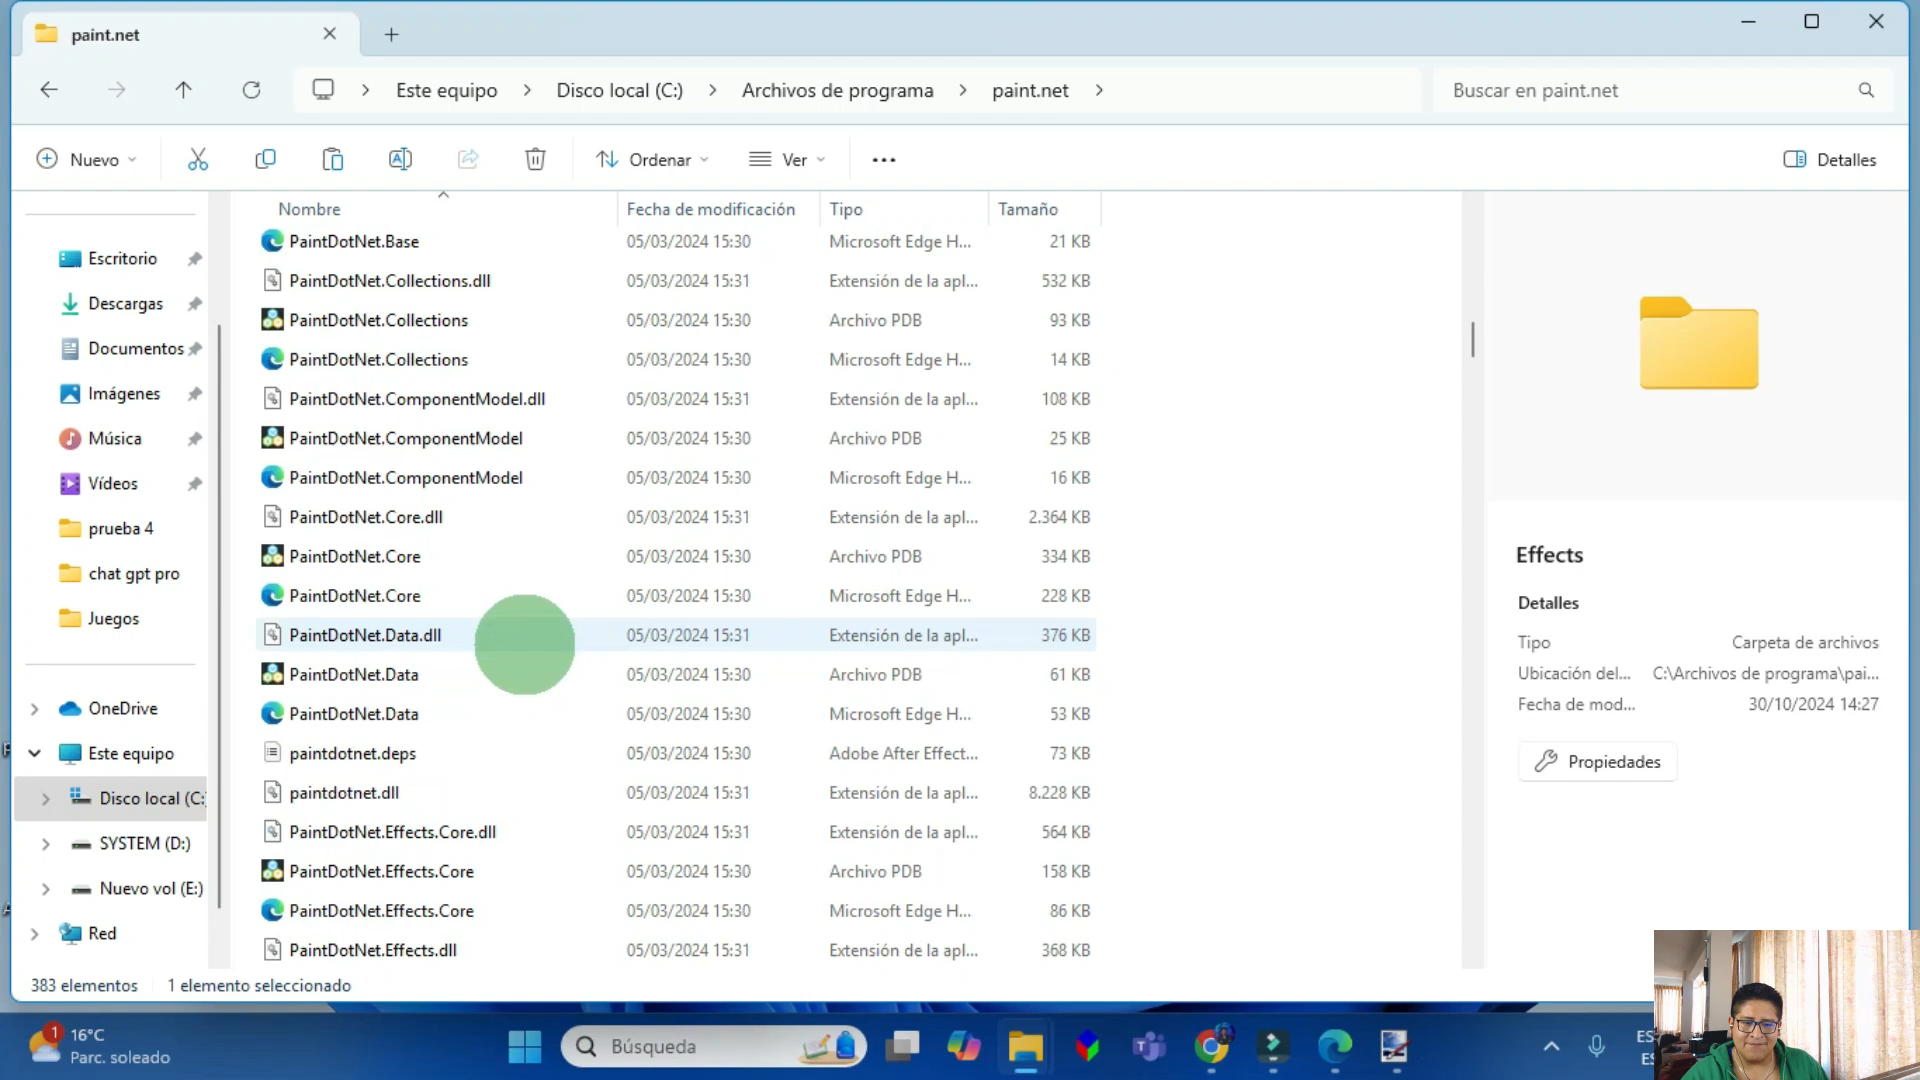 paint.net
Este equipo
Disco local (C:)
Archivos de programa
paint.net
Buscar en paint.net
Nuevo
Ordenar
Ver
Detalles
Nombre Fecha de modificación Tipo Tamaño
PaintDotNet.Base 05/03/2024 15:30 Microsoft Edge H... 21 KB
PaintDotNet.Collections.dll 05/03/2024 15:31 Extensión de la apl... 532 KB
PaintDotNet.Collections 05/03/2024 15:30 Archivo PDB 93 KB
PaintDotNet.Collections 05/03/2024 15:30 Microsoft Edge H... 14 KB
PaintDotNet.ComponentModel.dll 05/03/2024 15:31 Extensión de la apl... 108 KB
PaintDotNet.ComponentModel 05/03/2024 15:30 Archivo PDB 25 KB
PaintDotNet.ComponentModel 05/03/2024 15:30 Microsoft Edge H... 16 KB
PaintDotNet.Core.dll 05/03/2024 15:31 Extensión de la apl... 2.364 KB
PaintDotNet.Core 05/03/2024 15:30 Archivo PDB 334 KB
PaintDotNet.Core 05/03/2024 15:30 Microsoft Edge H... 228 KB
PaintDotNet.Data.dll 05/03/2024 15:31 Extensión de la apl... 376 KB
PaintDotNet.Data 05/03/2024 15:30 Archivo PDB 61 KB
PaintDotNet.Data 05/03/2024 15:30 Microsoft Edge H... 53 KB
paintdotnet.deps 05/03/2024 15:30 Adobe After Effect... 73 KB
paintdotnet.dll 05/03/2024 15:31 Extensión de la apl... 8.228 KB
PaintDotNet.Effects.Core.dll 05/03/2024 15:31 Extensión de la apl... 564 KB
PaintDotNet.Effects.Core 05/03/2024 15:30 Archivo PDB 158 KB
PaintDotNet.Effects.Core 05/03/2024 15:30 Microsoft Edge H... 86 KB
PaintDotNet.Effects.dll 05/03/2024 15:31 Extensión de la apl... 368 KB
Escritorio
Descargas
Documentos
Imágenes
Música
Vídeos
prueba 4
chat gpt pro
Juegos
OneDrive
Este equipo
Disco local (C:
SYSTEM (D:)
Nuevo vol (E:)
Red
Effects
Detalles
Tipo Carpeta de archivos
Ubicación del... C:\Archivos de programa\pai...
Fecha de mod... 30/10/2024 14:27
Propiedades
383 elementos 1 elemento seleccionado
1
16°C
Parc. soleado
Búsqueda
ES
ES